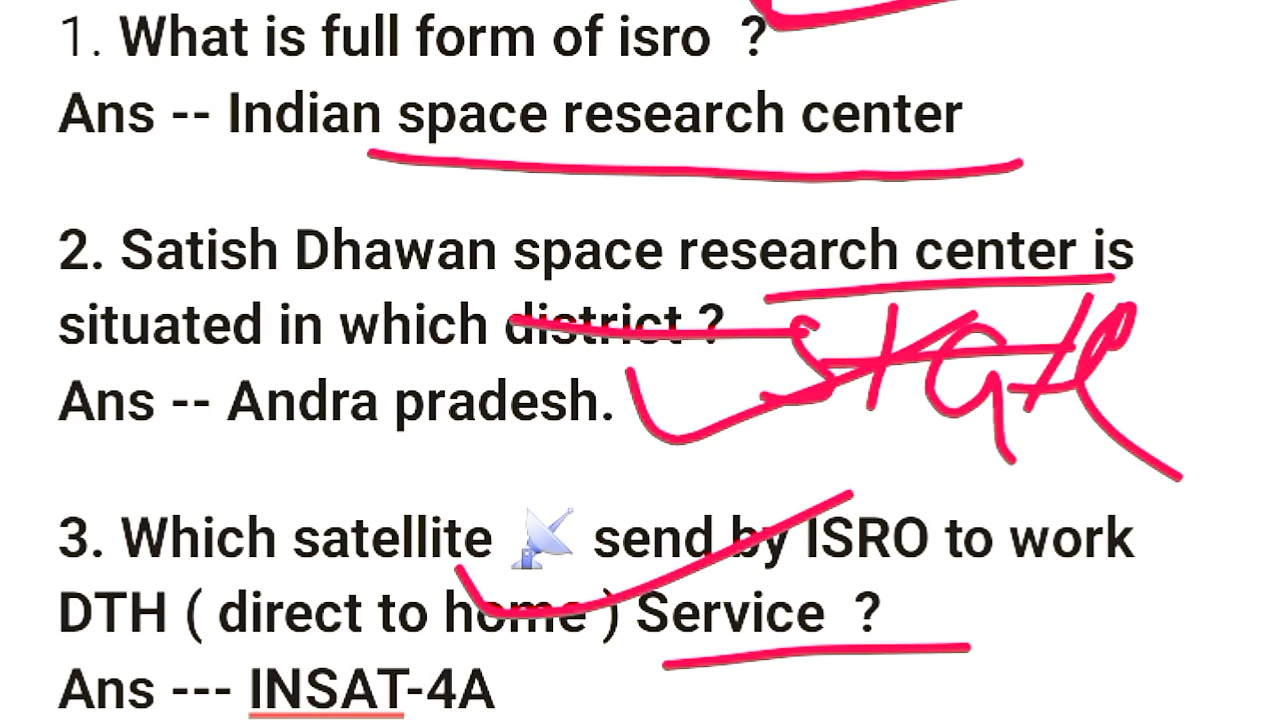 1. What is full form of isro ?
Ans -- Indian space research center
2. Satish Dhawan space research center is
situated in which district ?
Ans -- Andra pradesh.
3. Which satellite 📡 send by ISRO to work
DTH ( direct to home ) Service ?
Ans --- INSAT-4A